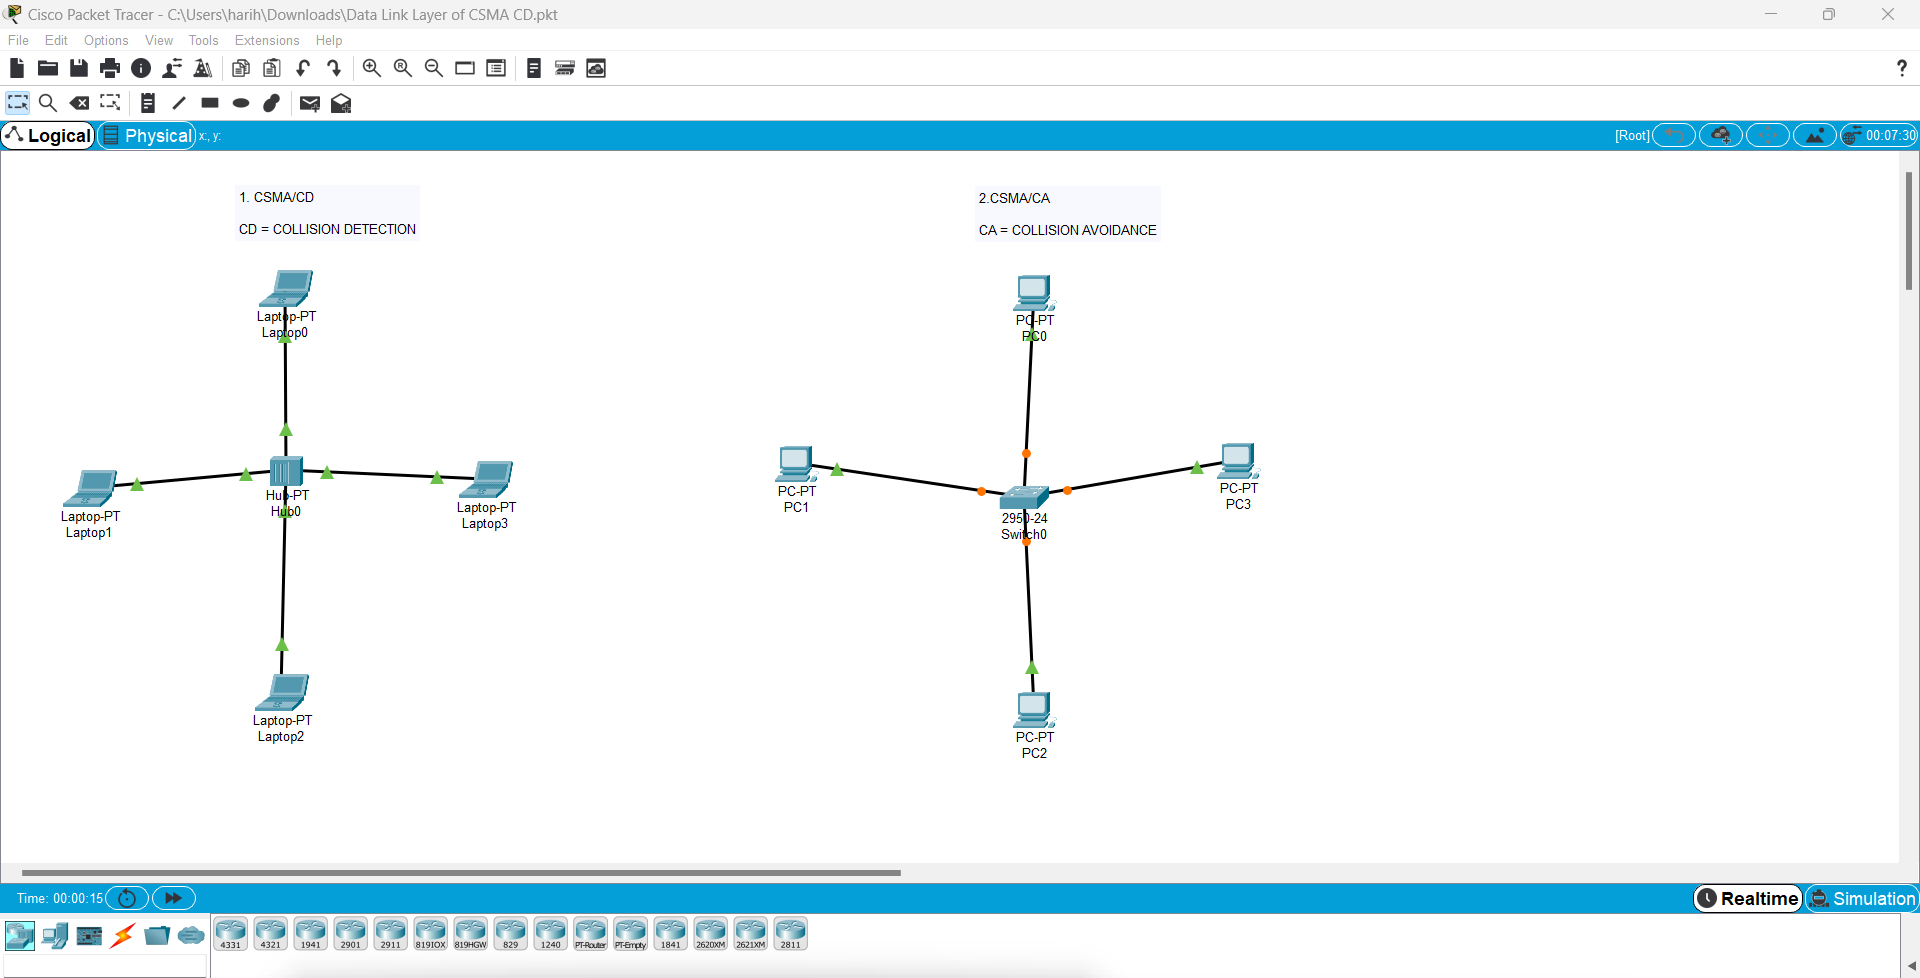 Cisco Packet Tracer - C:\Users\harih\Downloads\Data Link Layer of CSMA CD.pkt
File Edit Options View Tools Extensions Help
?
Logical Physical x:, y: [Root] 00:07:30
1. CSMA/CD
CD = COLLISION DETECTION
2.CSMA/CA
CA = COLLISION AVOIDANCE
Laptop-PT
Laptop0
PC-PT
PC0
Laptop-PT
Laptop1
Hub-PT
Hub0
Laptop-PT
Laptop3
PC-PT
PC1
2950-24
Switch0
PC-PT
PC3
Laptop-PT
Laptop2
PC-PT
PC2
Time: 00:00:15 Realtime Simulation
4331 4321 1941 2901 2911 819IOX 819HGW 829 1240 PT-Router PT-Empty 1841 2620XM 2621XM 2811